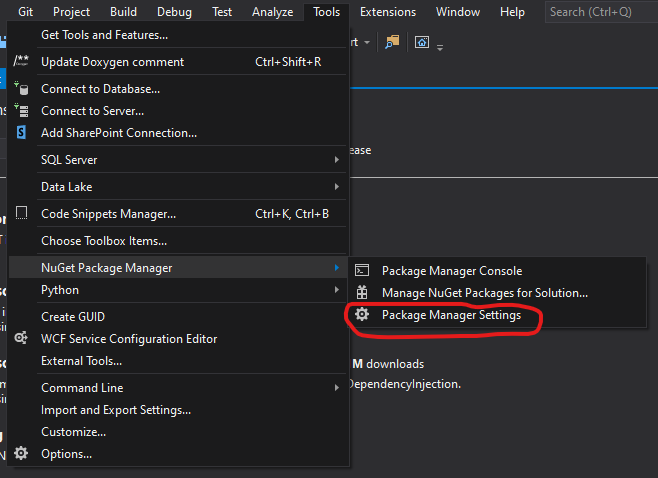 Git Project Build Debug Test Analyze Tools Extensions Window Help Search (Ctrl+Q)
Get Tools and Features...
Update Doxygen comment Ctrl+Shift+R
Connect to Database...
Connect to Server...
Add SharePoint Connection...
SQL Server
ease
Data Lake
Code Snippets Manager... Ctrl+K, Ctrl+B
Choose Toolbox Items...
NuGet Package Manager
Package Manager Console
Python
Manage NuGet Packages for Solution...
Create GUID
Package Manager Settings
WCF Service Configuration Editor
External Tools...
M downloads
Command Line
DependencyInjection.
Import and Export Settings...
Customize...
Options...